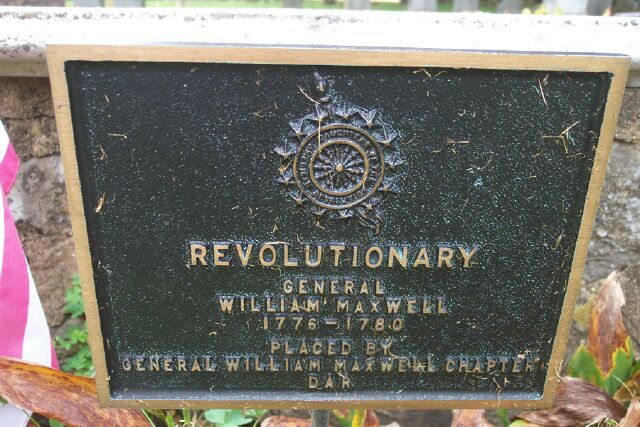 REVOLUTIONARY
GENERAL
WILLIAM MAXWELL
1776-1780
PLACED BY
GENERAL WILLIAM MAXWELL CHAPTER
DAR